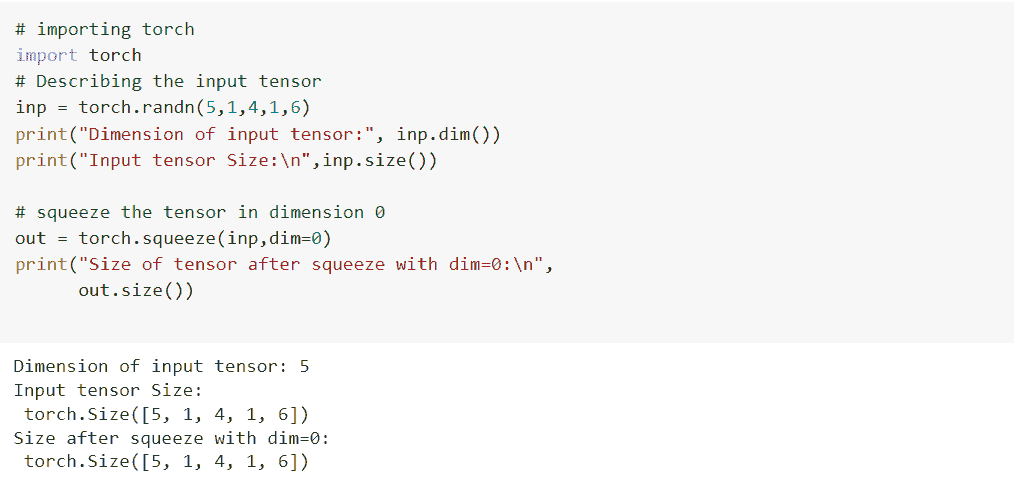 # importing torch
import torch
# Describing the input tensor
inp = torch.randn(5,1,4,1,6)
print("Dimension of input tensor:", inp.dim())
print("Input tensor Size:\n",inp.size())
# squeeze the tensor in dimension 0
out = torch.squeeze(inp,dim=0)
print("Size of tensor after squeeze with dim=0:\n",
      out.size())
Dimension of input tensor: 5
Input tensor Size:
 torch.Size([5, 1, 4, 1, 6])
Size after squeeze with dim=0:
 torch.Size([5, 1, 4, 1, 6])